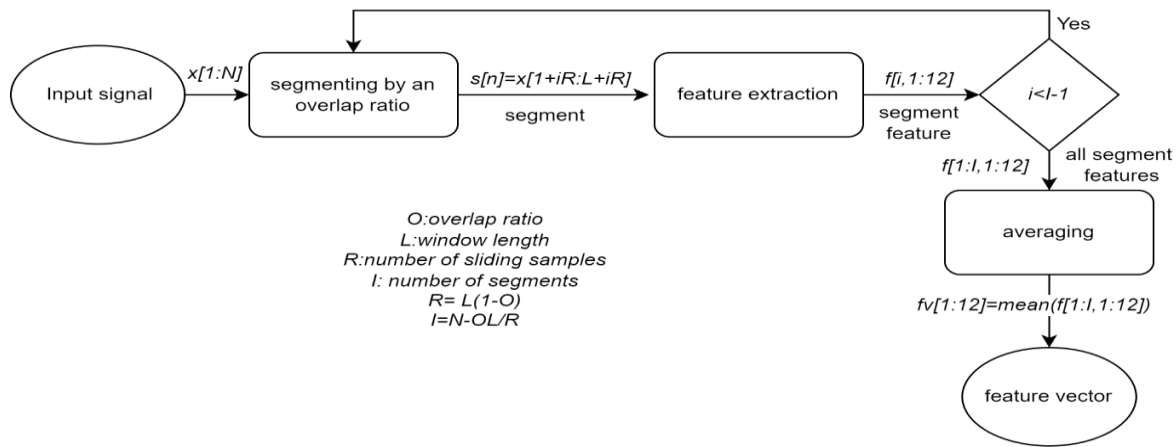 Yes
Input signal
x[1:N]
segmenting by an
overlap ratio
s[n]=x[1+iR:L+iR]
segment
feature extraction
f[i,1:12]
segment
feature
i<I-1
f[1:I,1:12]
all segment
features
averaging
fv[1:12]=mean(f[1:I,1:12])
feature vector
O:overlap ratio
L:window length
R:number of sliding samples
I: number of segments
R= L(1-O)
I=N-OL/R